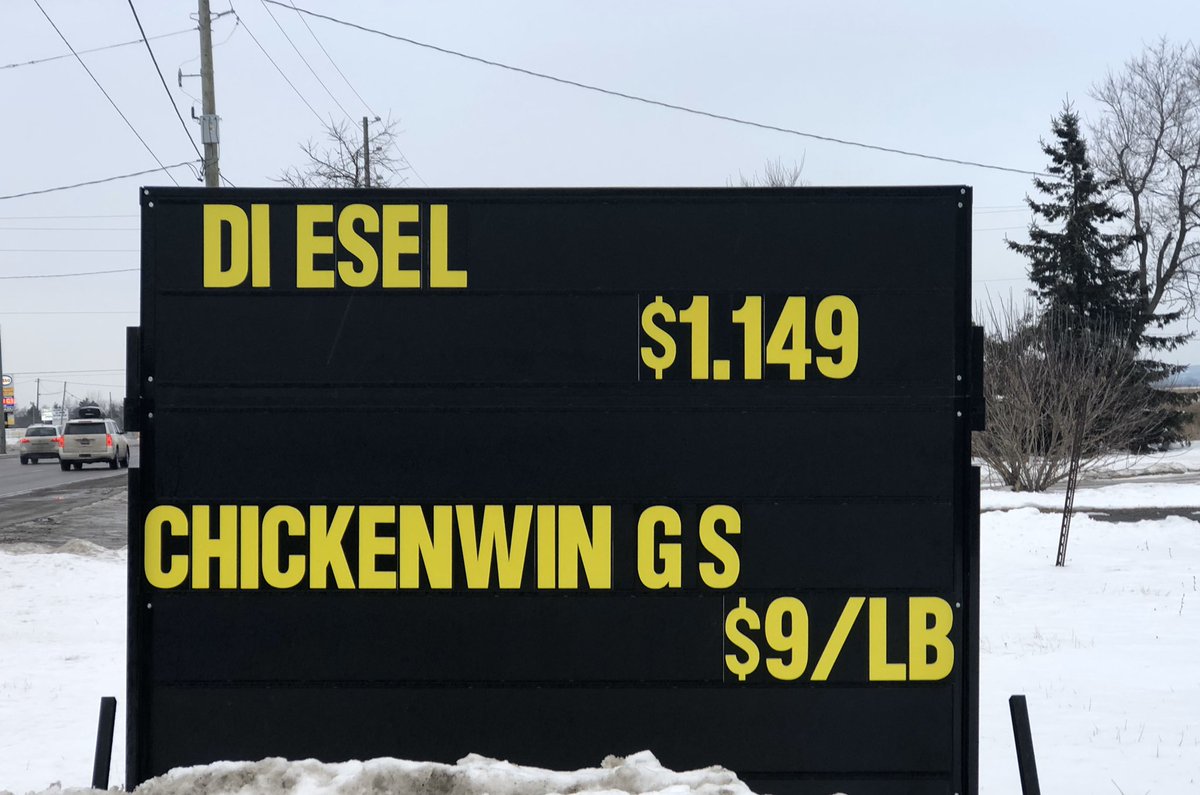 DI ESEL
$1.149
CHICKENWIN G S
$9/LB